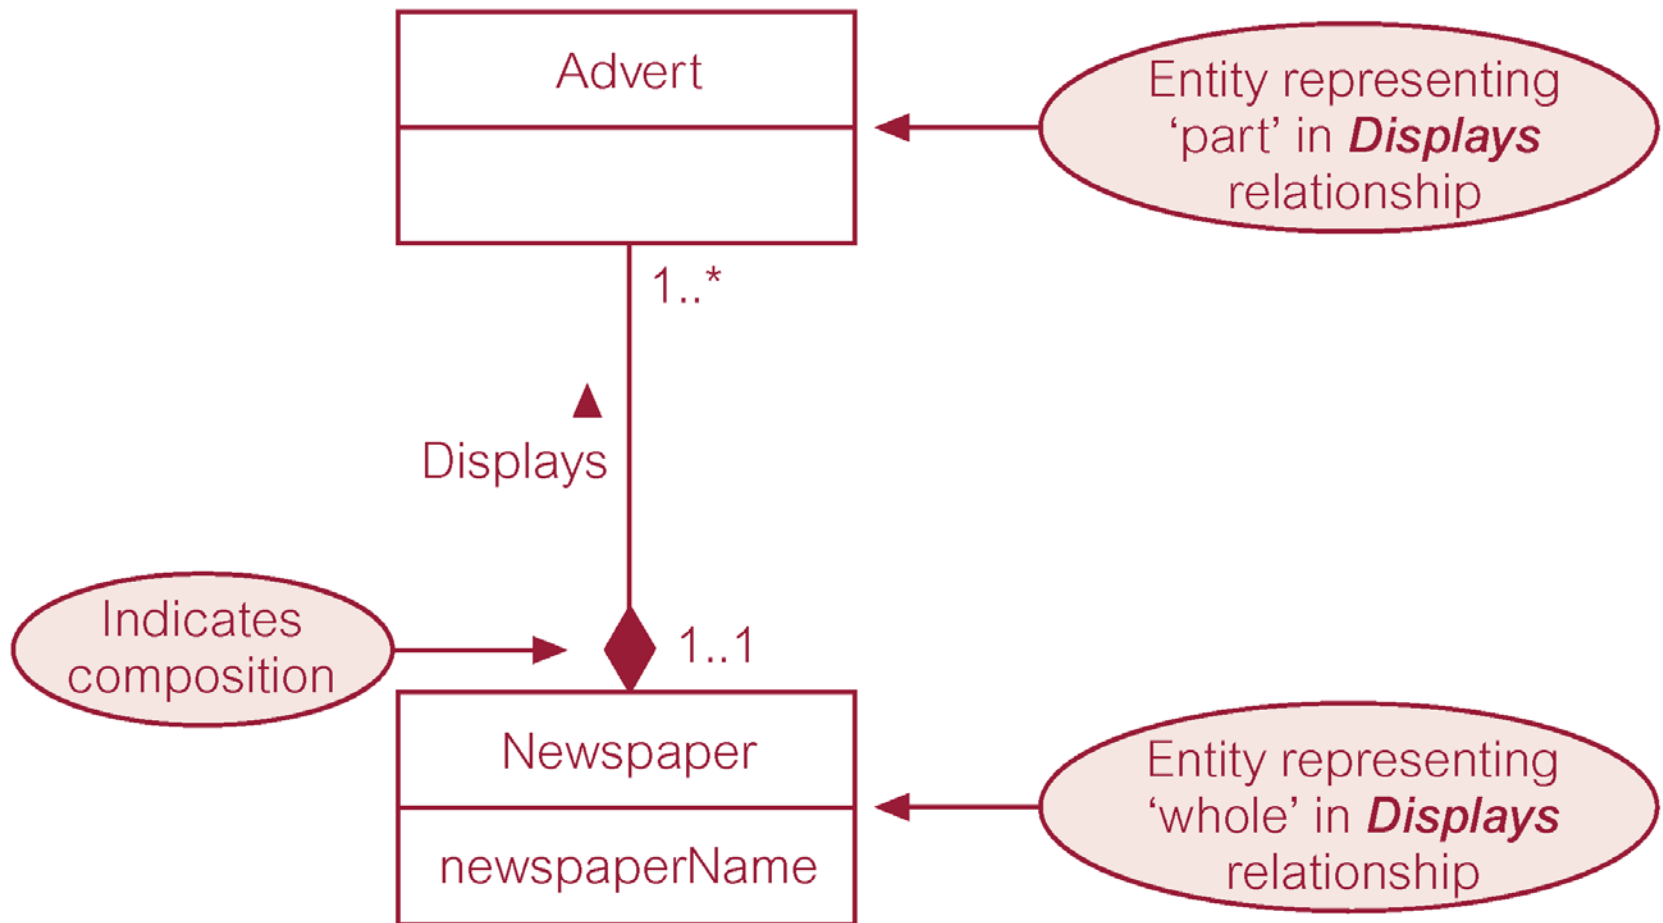 Advert
Entity representing
‘part’ in Displays
relationship
1..*
Displays
Indicates
composition
1..1
Newspaper
newspaperName
Entity representing
‘whole’ in Displays
relationship